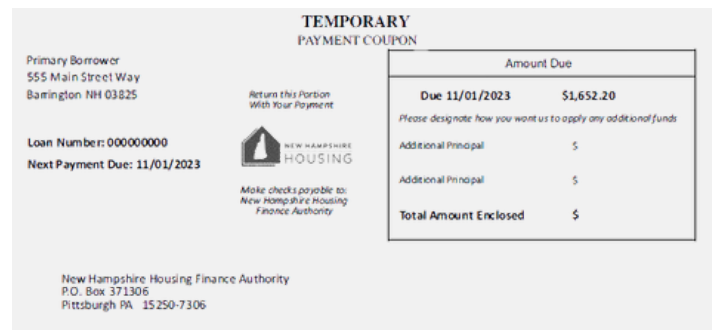 TEMPORARY
PAYMENT COUPON
Primary Borrower
555 Main Street Way
Barrington NH 03825
Loan Number: 000000000
Next Payment Due: 11/01/2023
Return this Portion
With Your Payment
NEW HAMPSHIRE
HOUSING
Make checks payable to:
New Hampshire Housing
Finance Authority
Amount Due
Due 11/01/2023 $1,652.20
Please designate how you want us to apply any additional funds
Additional Principal $
Additional Principal $
Total Amount Enclosed $
New Hampshire Housing Finance Authority
P.O. Box 371306
Pittsburgh PA 15250-7306